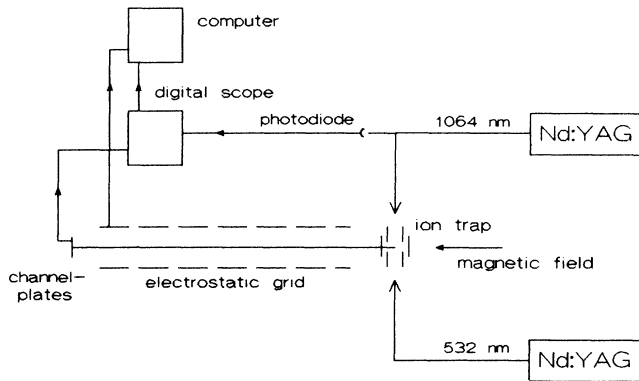 computer
digital scope
photodiode
1064 nm
Nd:YAG
ion trap
magnetic field
channel-
plates
electrostatic grid
532 nm
Nd:YAG